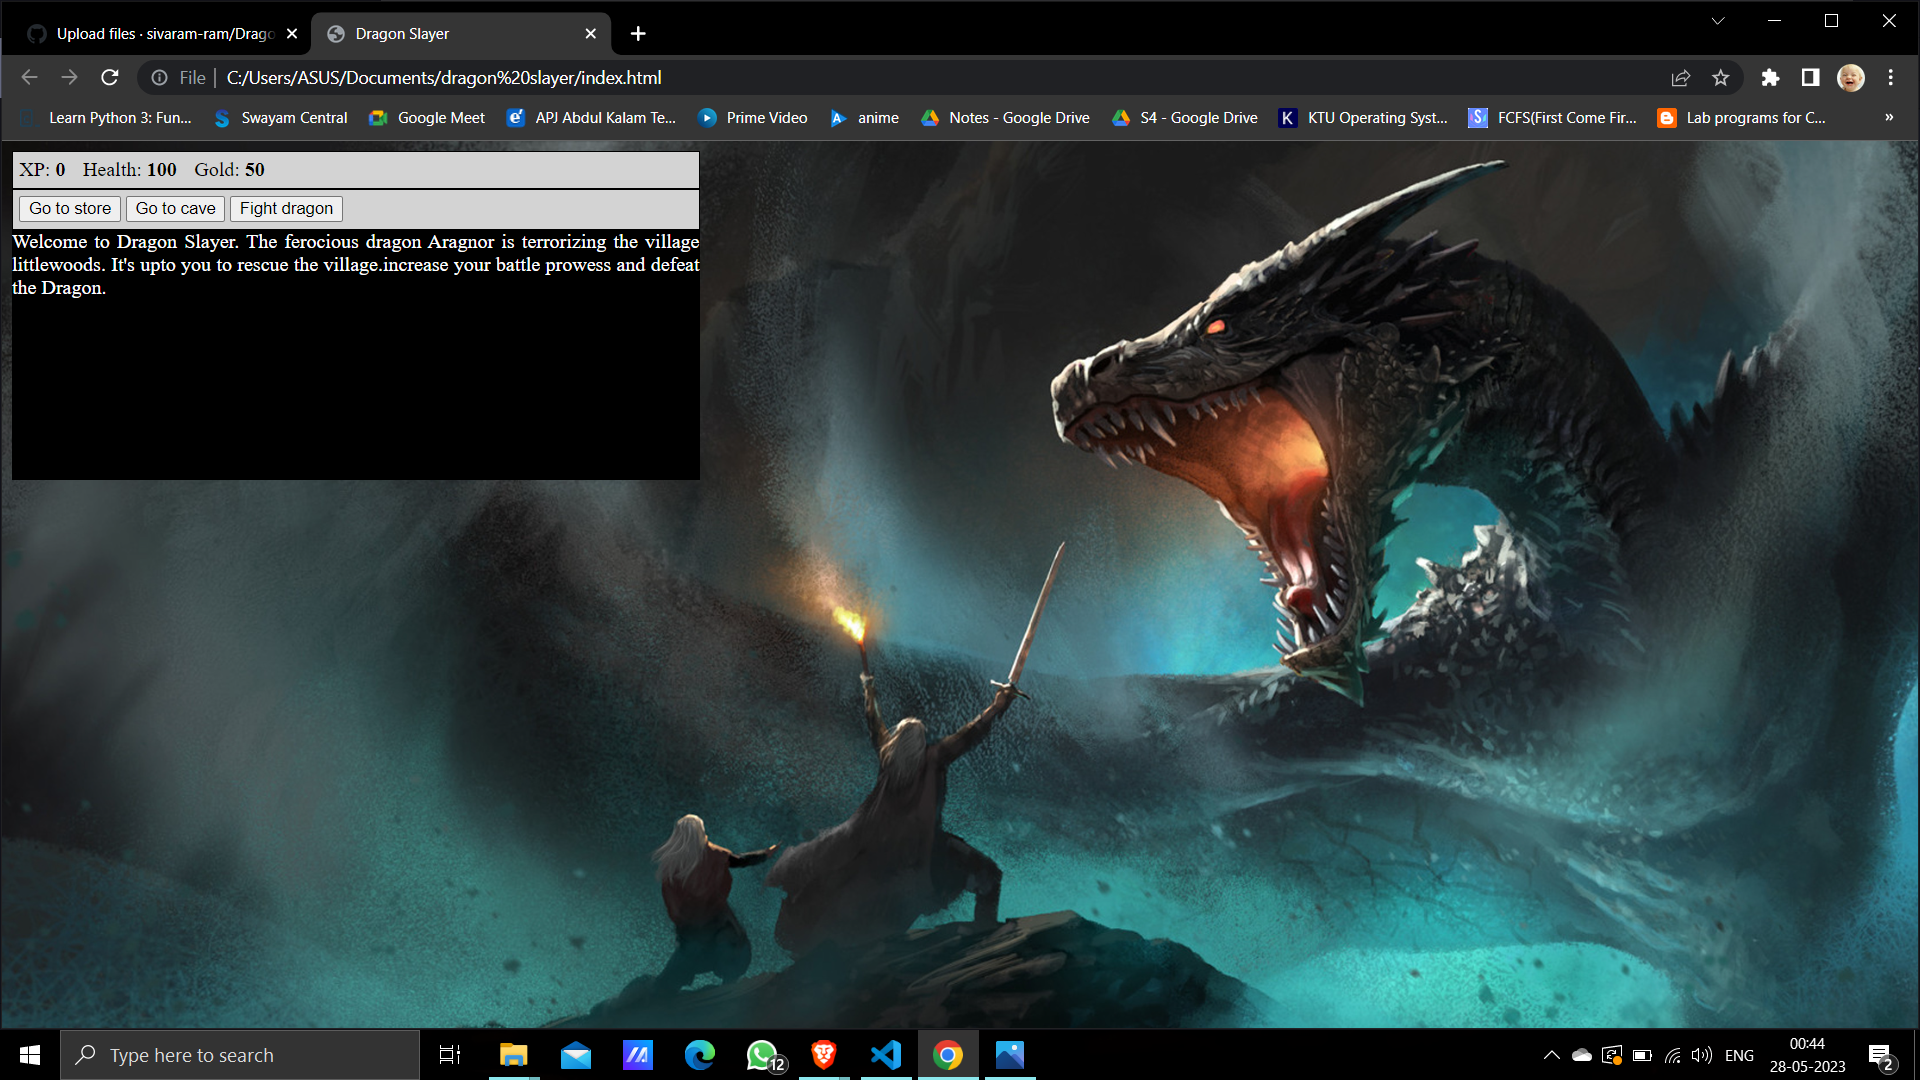 Upload files · sivaram-ram/Drago
Dragon Slayer
File
C:/Users/ASUS/Documents/dragon%20slayer/index.html
Learn Python 3: Fun...
Swayam Central
Google Meet
APJ Abdul Kalam Te...
Prime Video
anime
Notes - Google Drive
S4 - Google Drive
K
KTU Operating Syst...
FCFS(First Come Fir...
Lab programs for C...
»
XP: 0 Health: 100 Gold: 50
Go to store
Go to cave
Fight dragon
Welcome to Dragon Slayer. The ferocious dragon Aragnor is terrorizing the village
littlewoods. It's upto you to rescue the village.increase your battle prowess and defeat
the Dragon.
Type here to search
12
ENG
00:44
28-05-2023
2